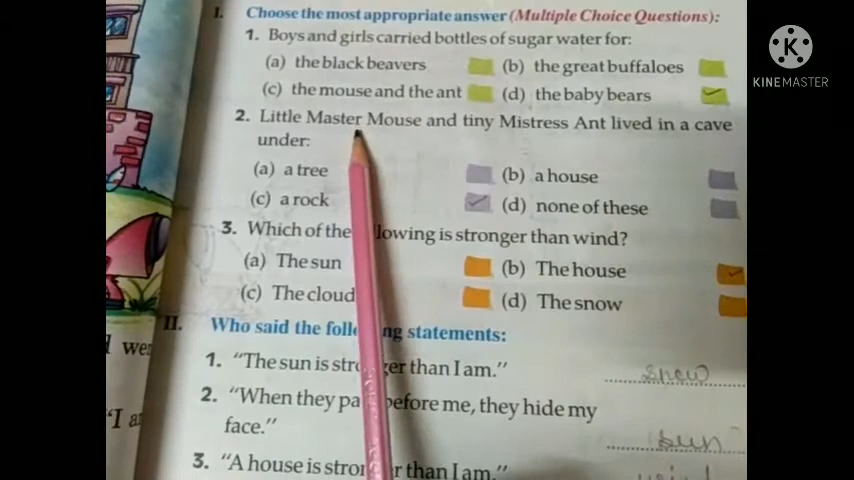 I. Choose the most appropriate answer (Multiple Choice Questions):
1. Boys and girls carried bottles of sugar water for:
(a) the black beavers (b) the great buffaloes
(c) the mouse and the ant (d) the baby bears ✓
2. Little Master Mouse and tiny Mistress Ant lived in a cave
under:
(a) a tree (b) a house
(c) a rock ✓ (d) none of these
3. Which of the lowing is stronger than wind?
(a) The sun (b) The house ✓
(c) The cloud (d) The snow
II. Who said the foll ng statements:
1. "The sun is stro er than I am." snow
2. "When they pa before me, they hide my
face." sun
3. "A house is stron r than I am."
wer
"I a
K
KINEMASTER